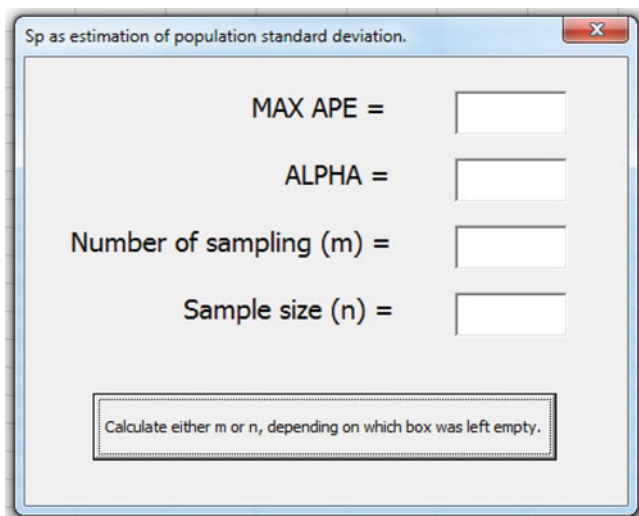 Sp as estimation of population standard deviation.
MAX APE =
ALPHA =
Number of sampling (m) =
Sample size (n) =
Calculate either m or n, depending on which box was left empty.